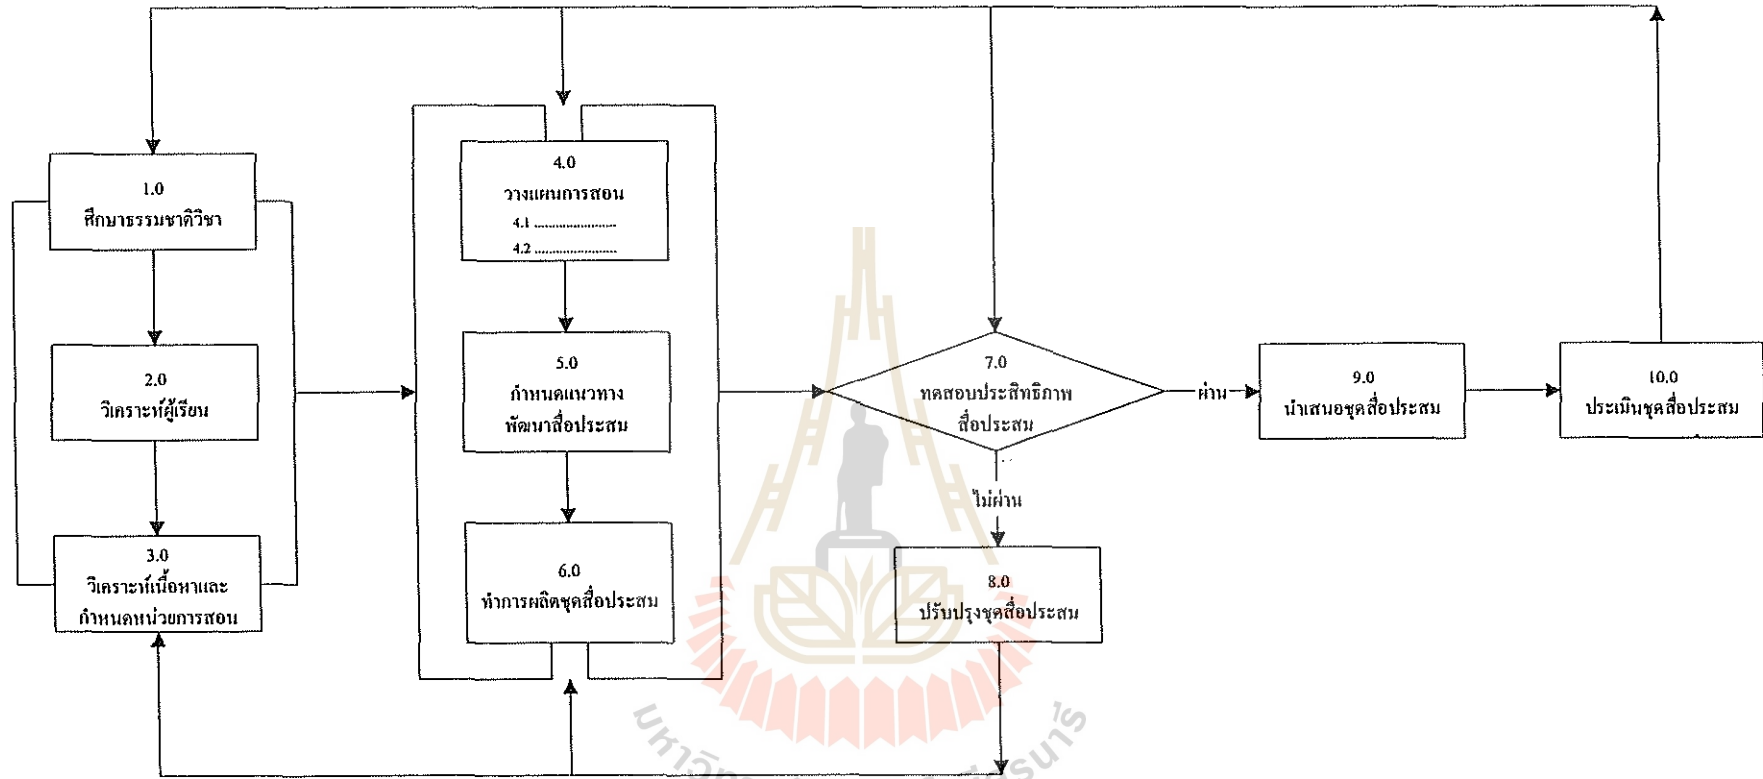 1.0
ศึกษาธรรมชาติวิชา
2.0
วิเคราะห์ผู้เรียน
3.0
วิเคราะห์เนื้อหาและ
กำหนดหน่วยการสอน
4.0
วางแผนการสอน
4.1 ......................
4.2 ......................
5.0
กำหนดแนวทาง
พัฒนาสื่อประสม
6.0
ทำการผลิตชุดสื่อประสม
7.0
ทดสอบประสิทธิภาพ
สื่อประสม
ผ่าน
ไม่ผ่าน
8.0
ปรับปรุงชุดสื่อประสม
9.0
นำเสนอชุดสื่อประสม
10.0
ประเมินชุดสื่อประสม